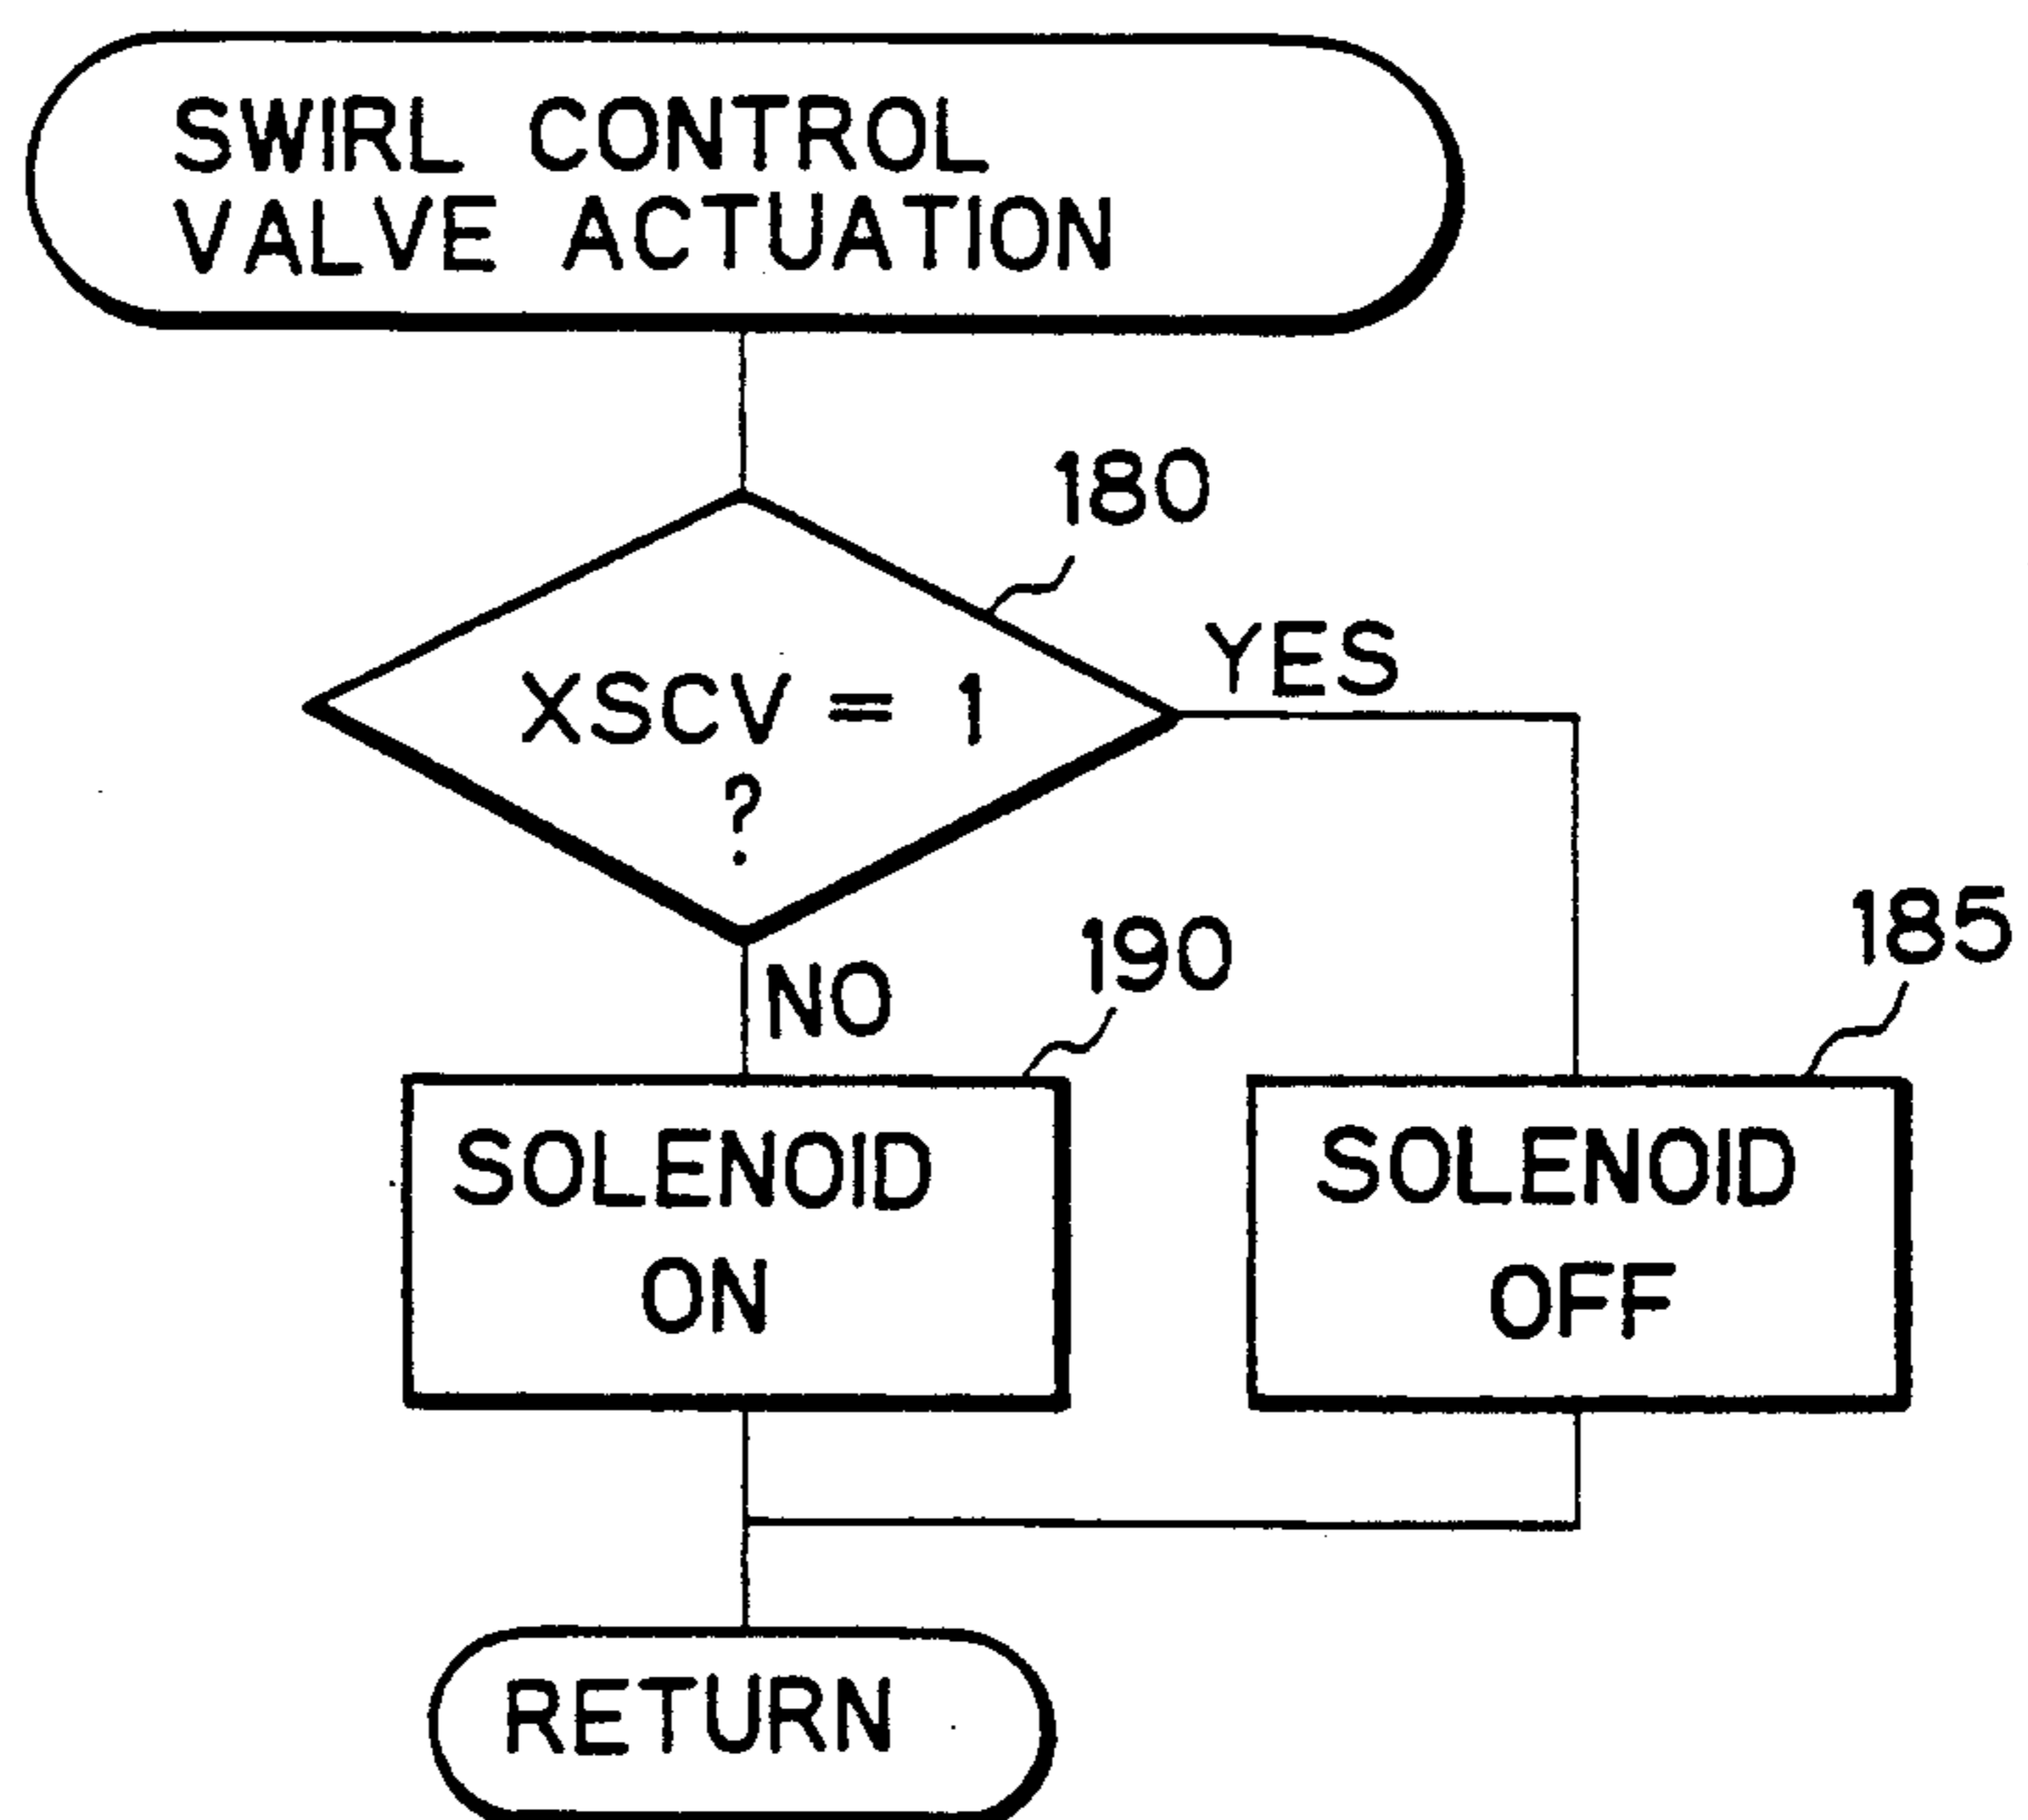 SWIRL CONTROL
VALVE ACTUATION
180
XSCV = 1
?
YES
NO
190
185
SOLENOID
ON
SOLENOID
OFF
RETURN